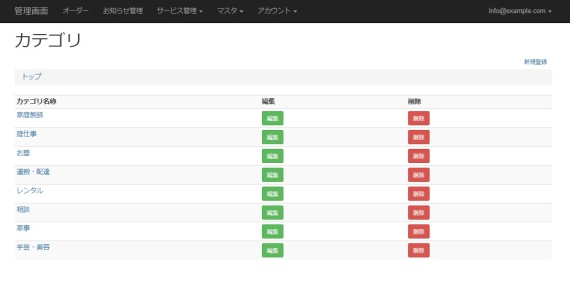 管理画面 オーダー お知らせ管理 サービス管理 マスタ アカウント info@example.com
カテゴリ
新規登録
トップ
カテゴリ名称 編集 削除
家庭教師 編集 削除
庭仕事 編集 削除
お墓 編集 削除
運搬・配達 編集 削除
レンタル 編集 削除
相談 編集 削除
家事 編集 削除
手芸・美容 編集 削除